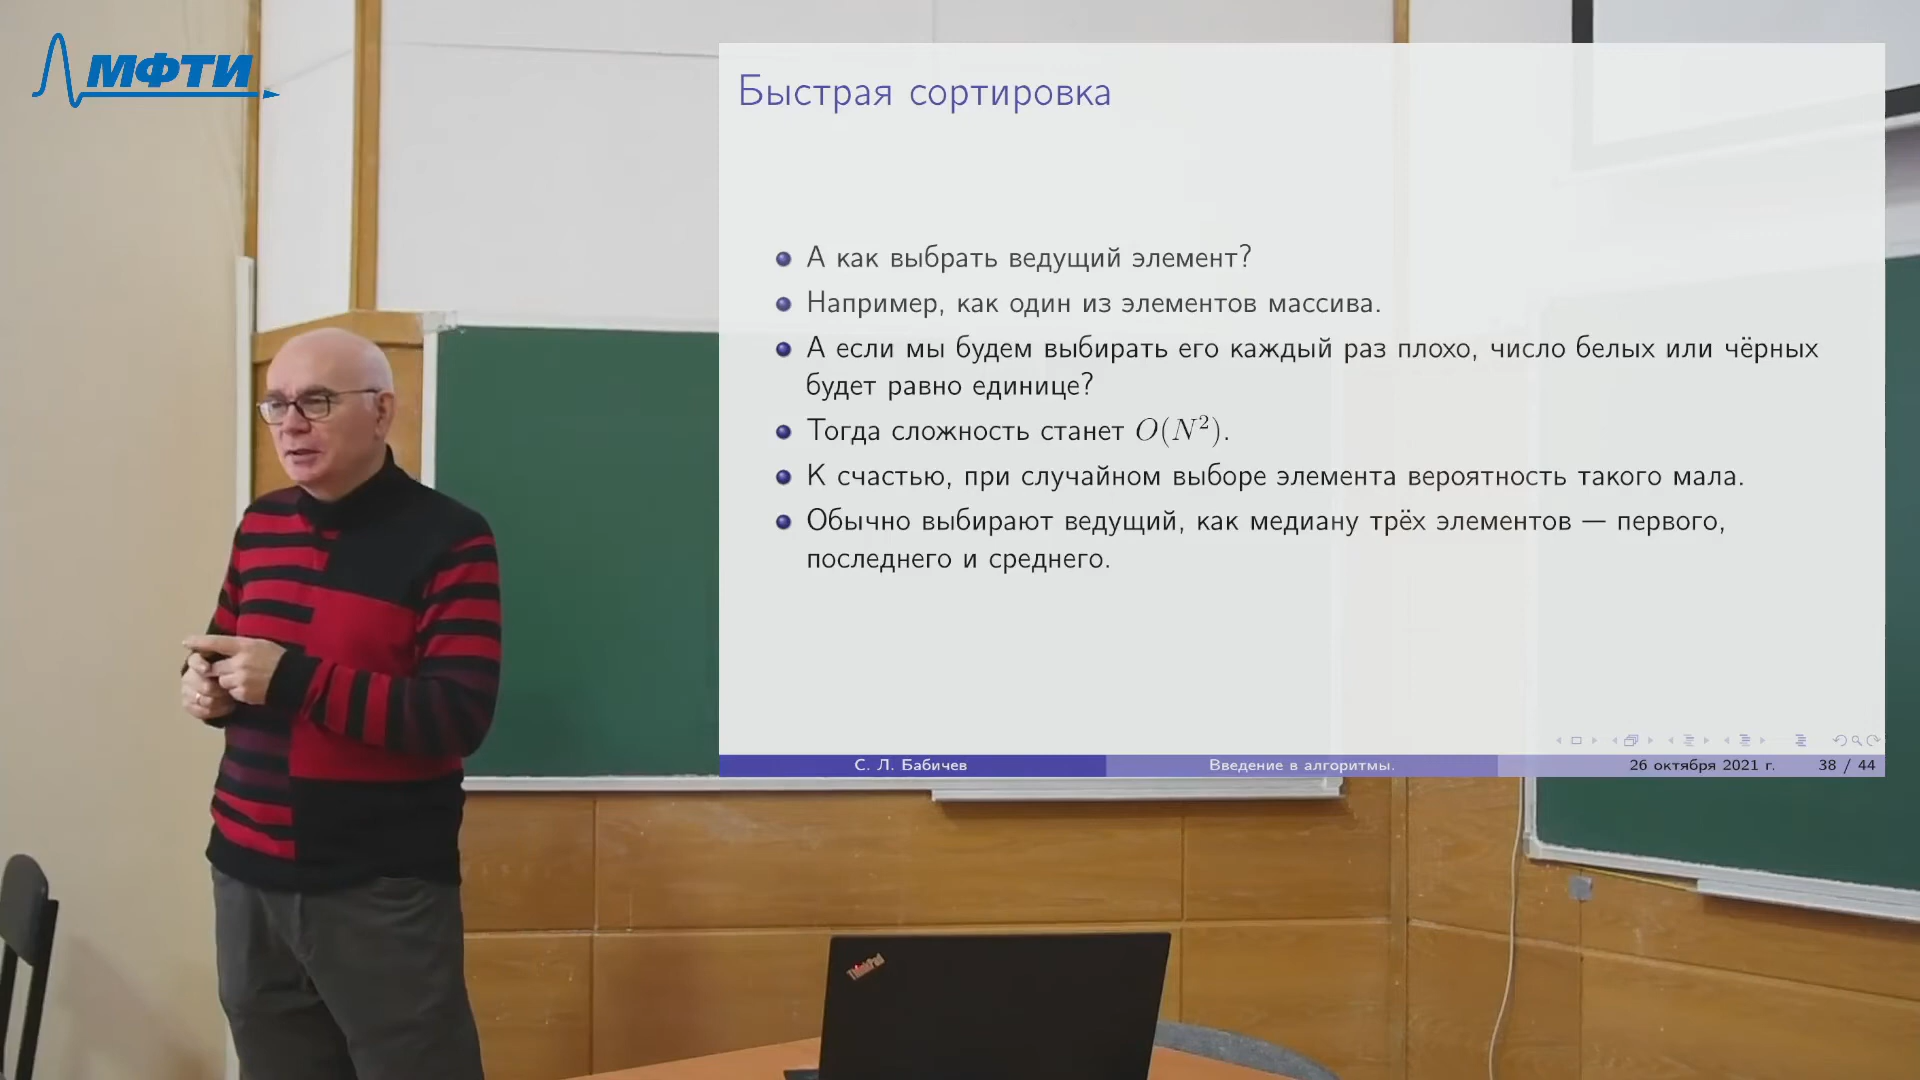 МФТИ
Быстрая сортировка
А как выбрать ведущий элемент?
Например, как один из элементов массива.
А если мы будем выбирать его каждый раз плохо, число белых или чёрных
будет равно единице?
Тогда сложность станет O(N²).
К счастью, при случайном выборе элемента вероятность такого мала.
Обычно выбирают ведущий, как медиану трёх элементов — первого,
последнего и среднего.
С. Л. Бабичев Введение в алгоритмы. 26 октября 2021 г. 38 / 44
ThinkPad